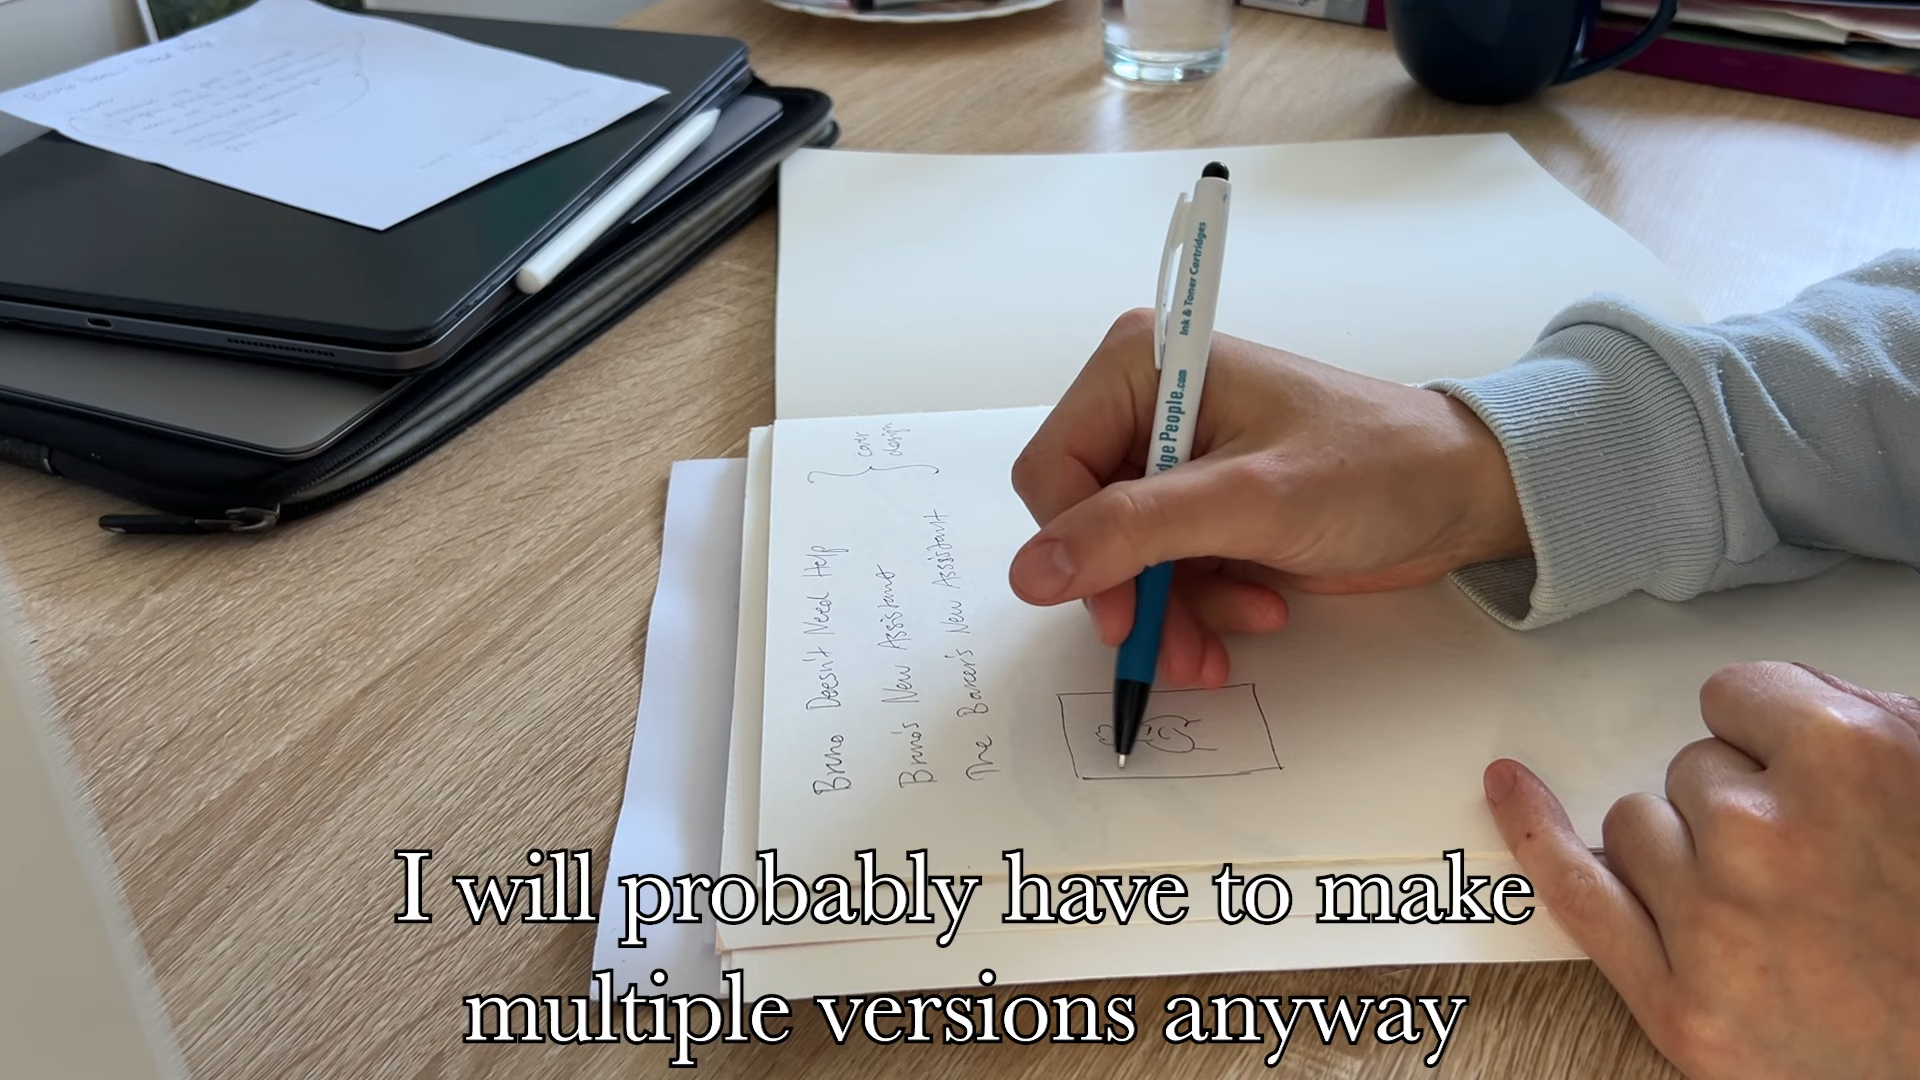 Bruno Doesn't Need Help
Bruno's New Assistant
The Baker's New Assistant
cover
design
Ink & Toner Cartridges
dge People.com
I will probably have to make
multiple versions anyway